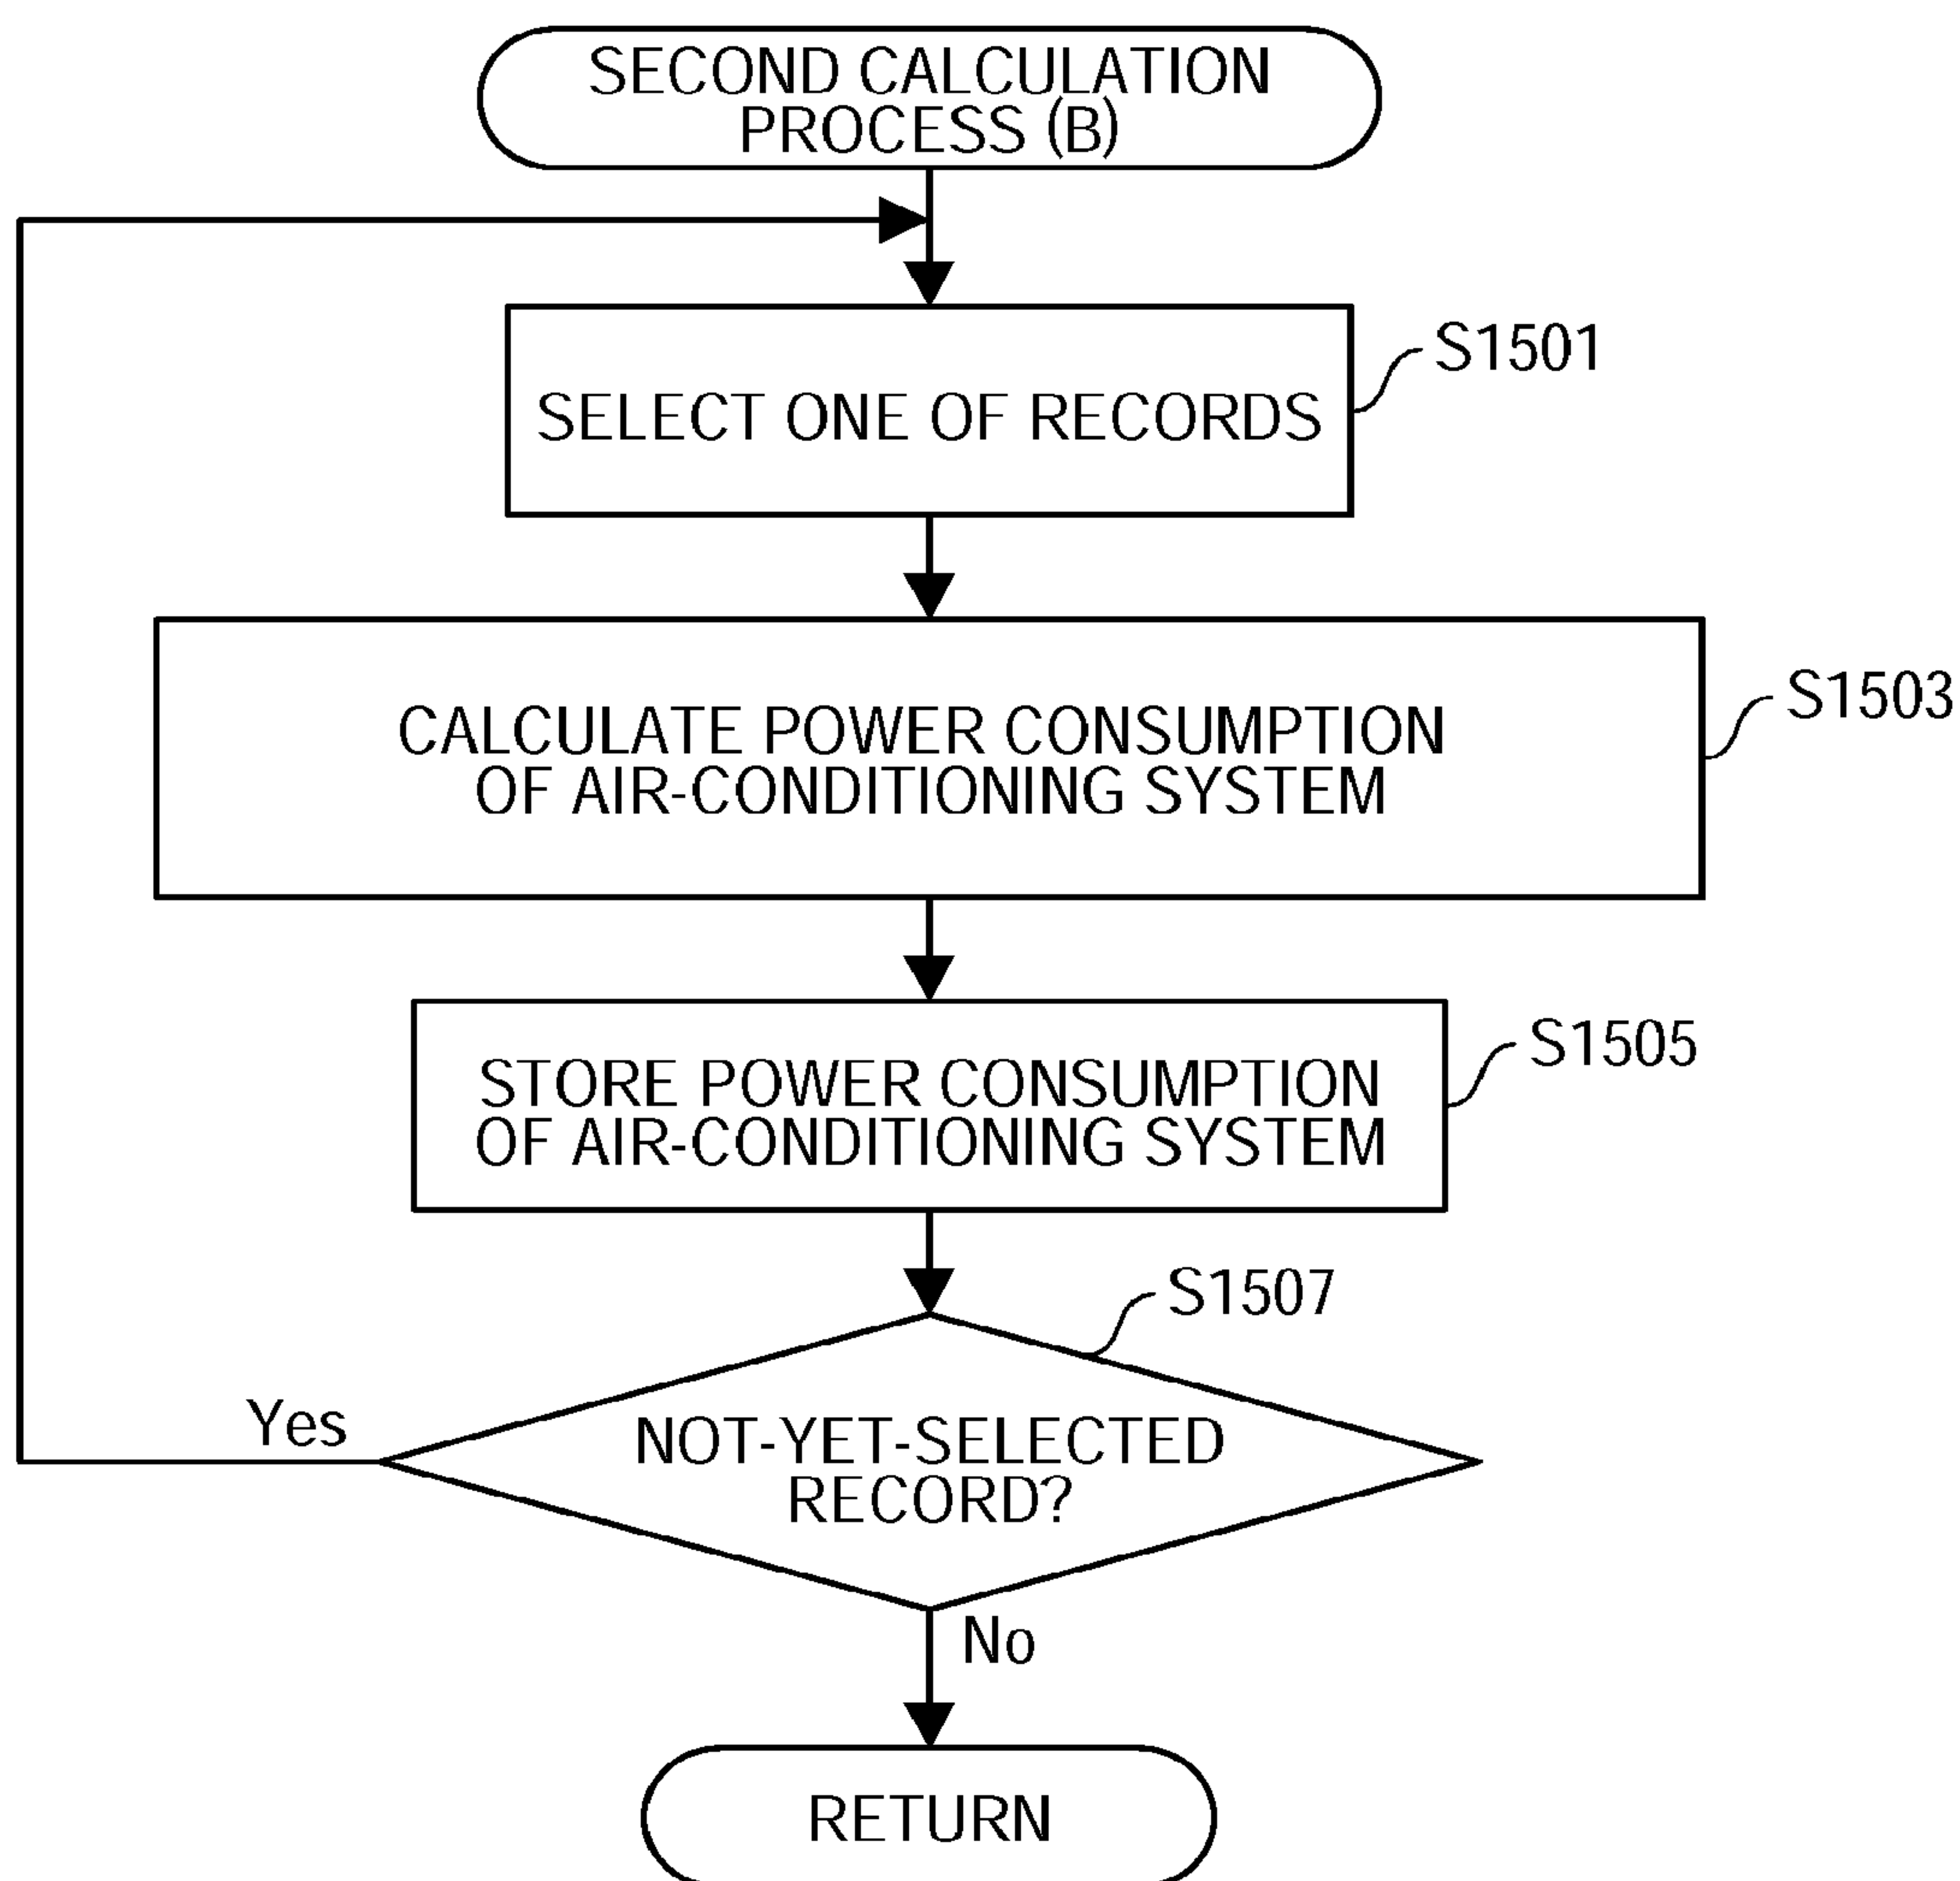 SECOND CALCULATION
PROCESS (B)
S1501
SELECT ONE OF RECORDS
S1503
CALCULATE POWER CONSUMPTION
OF AIR-CONDITIONING SYSTEM
S1505
STORE POWER CONSUMPTION
OF AIR-CONDITIONING SYSTEM
S1507
Yes
NOT-YET-SELECTED
RECORD?
No
RETURN